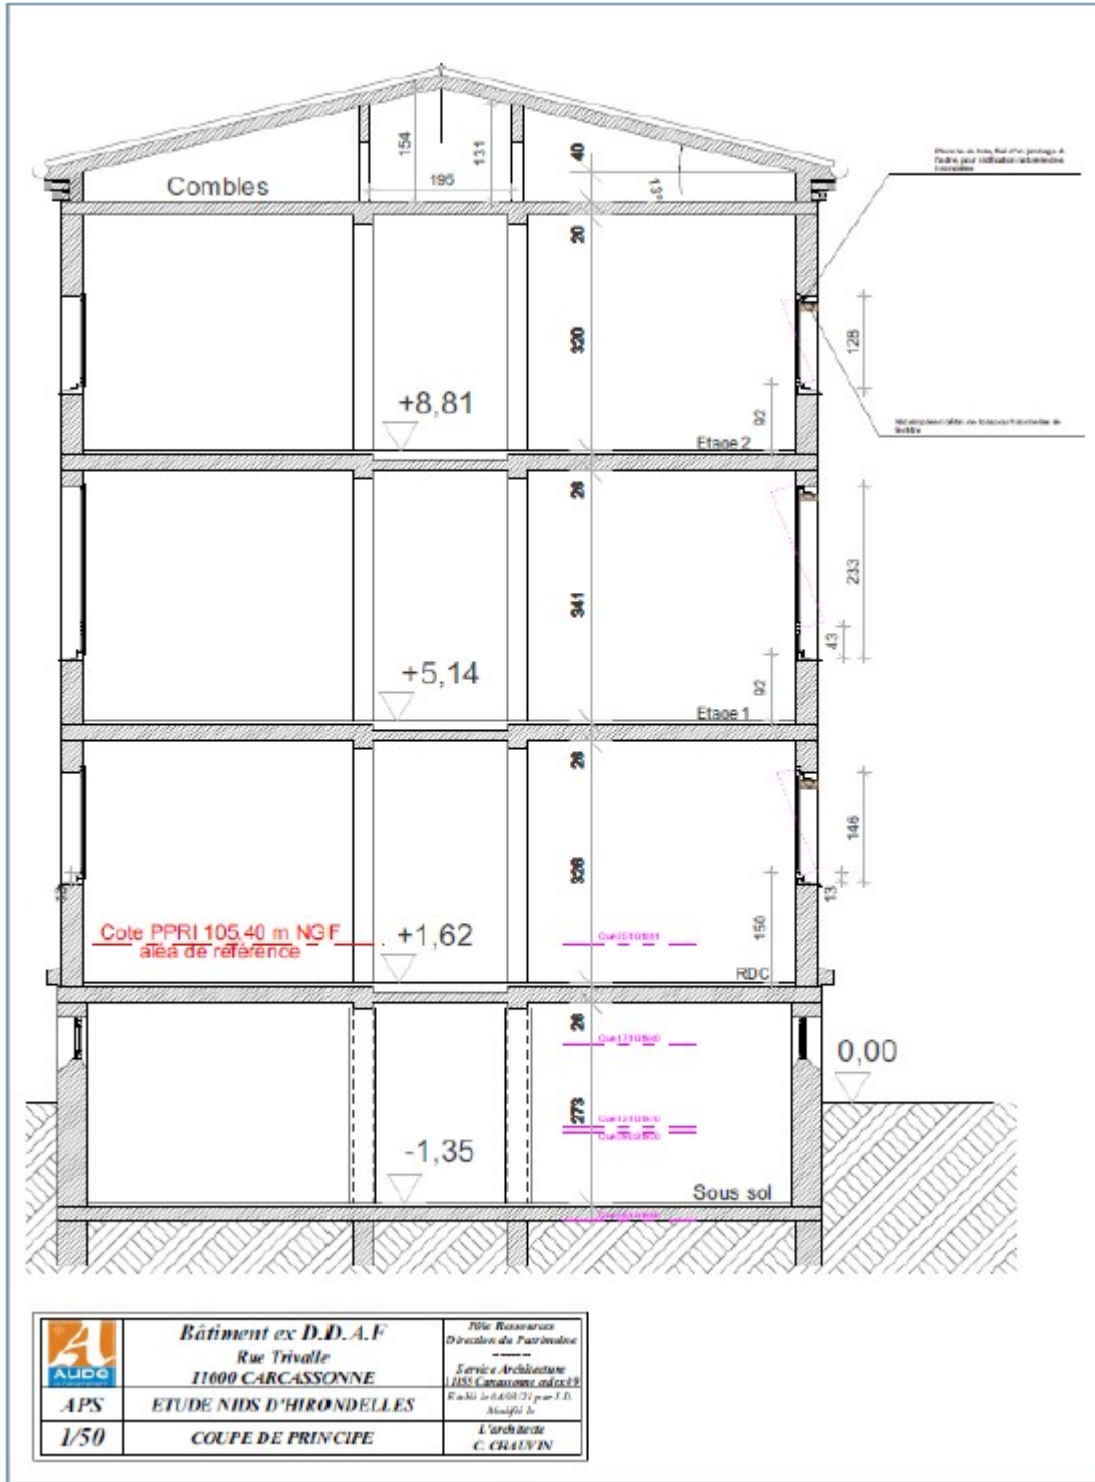 154
131
195
40
13°
Combles
20
320
128
+8,81
92
Etage 2
26
233
341
43
+5,14
92
Etage 1
26
146
326
13
Cote PPRI 105,40 m NGF
aléa de référence
+1,62
150
RDC
26
0,00
273
-1,35
Sous sol
AUDE
Bâtiment ex D.D.A.F
Rue Trivalle
11000 CARCASSONNE
Pôle Ressources
Direction du Patrimoine
Service Architecture
APS
ETUDE NIDS D'HIRONDELLES
1/50
COUPE DE PRINCIPE
L'architecte
C. CHAUVIN